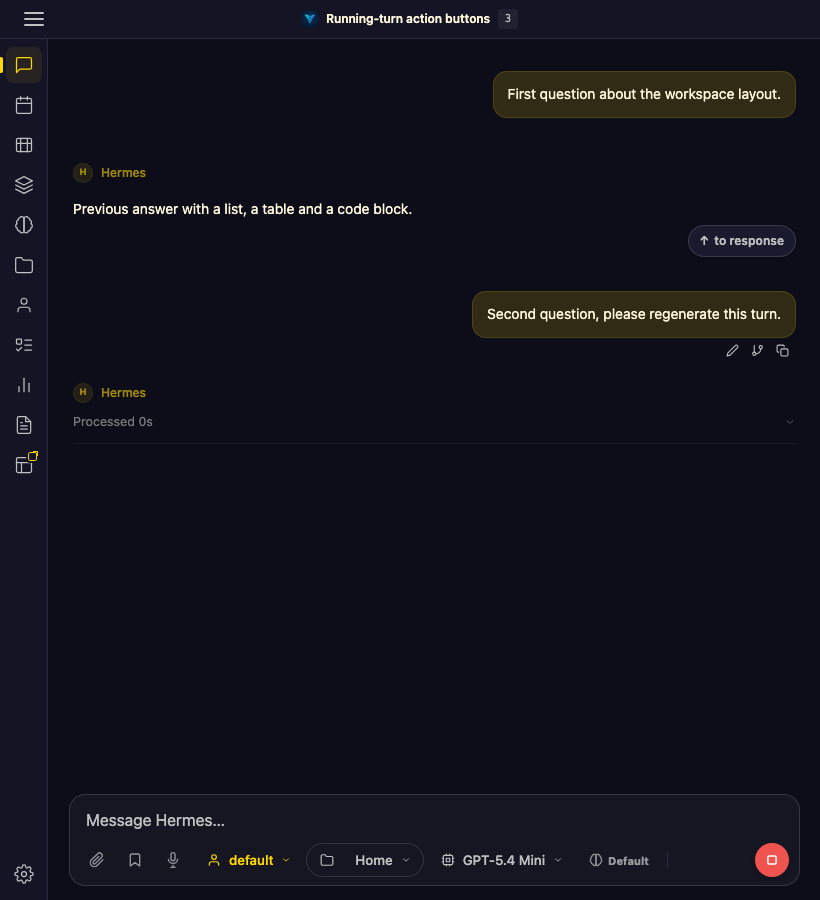 Running-turn action buttons 3
First question about the workspace layout.
H Hermes
Previous answer with a list, a table and a code block.
↑ to response
Second question, please regenerate this turn.
H Hermes
Processed 0s
Message Hermes...
default Home GPT-5.4 Mini Default